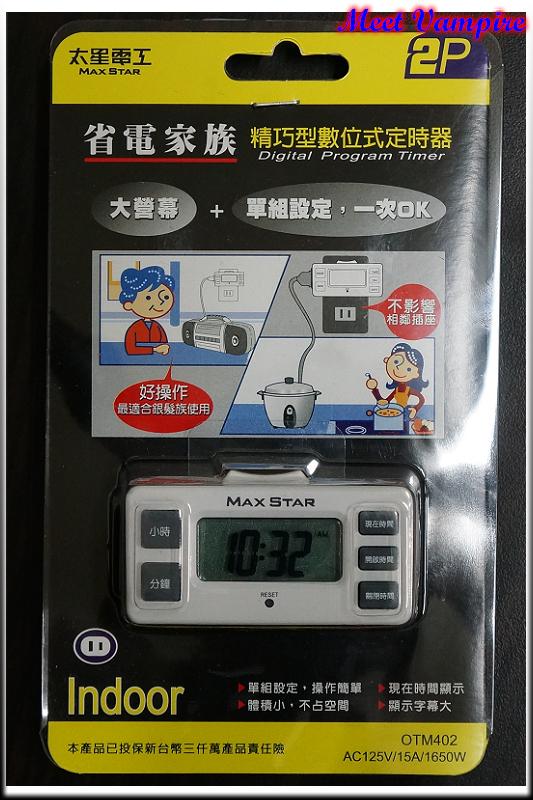 Meet Vampire
太星電工
MAX STAR
2P
省電家族 精巧型數位式定時器
Digital Program Timer
大螢幕 + 單組設定，一次OK
不影響
相鄰插座
好操作
最適合銀髮族使用
MAX STAR
小時
分鐘
10:32 AM
現在時間
開啟時間
關閉時間
RESET
Indoor
單組設定，操作簡單
現在時間顯示
體積小，不占空間
顯示字幕大
本產品已投保新台幣三仟萬產品責任險
OTM402
AC125V/15A/1650W